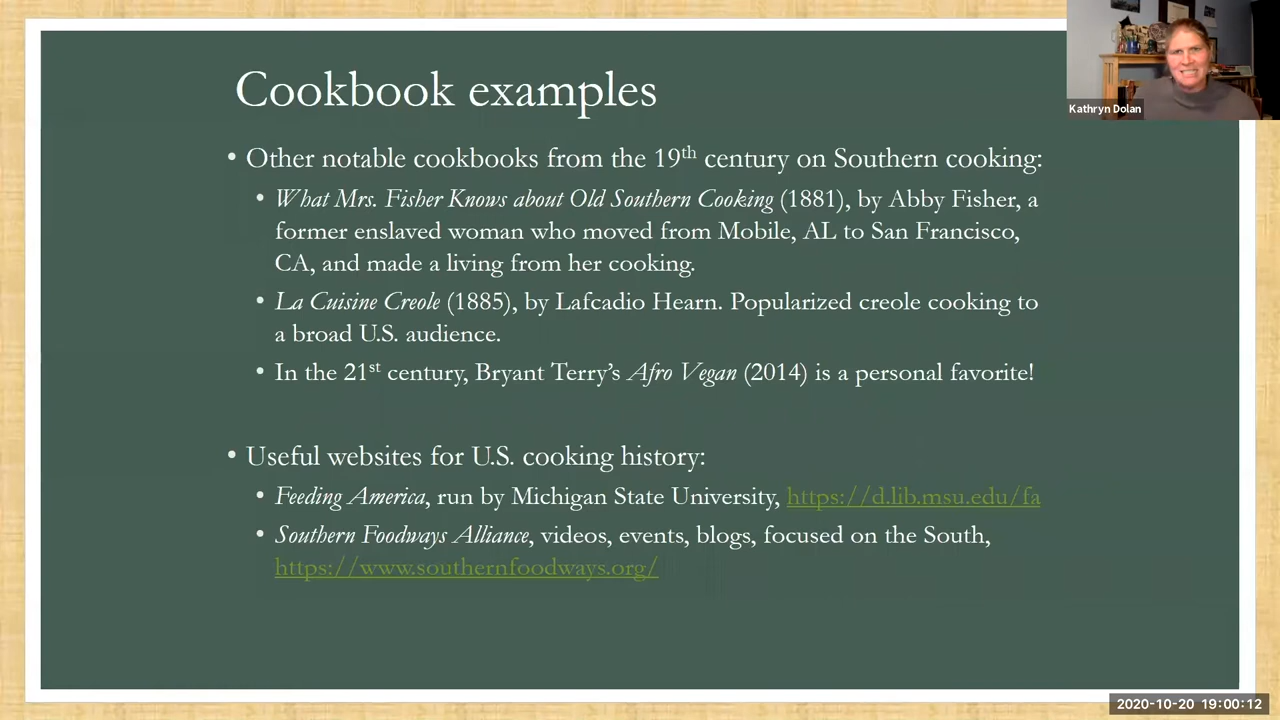 Cookbook examples
• Other notable cookbooks from the 19th century on Southern cooking:
• What Mrs. Fisher Knows about Old Southern Cooking (1881), by Abby Fisher, a
former enslaved woman who moved from Mobile, AL to San Francisco,
CA, and made a living from her cooking.
• La Cuisine Creole (1885), by Lafcadio Hearn. Popularized creole cooking to
a broad U.S. audience.
• In the 21st century, Bryant Terry's Afro Vegan (2014) is a personal favorite!
• Useful websites for U.S. cooking history:
• Feeding America, run by Michigan State University, https://d.lib.msu.edu/fa
• Southern Foodways Alliance, videos, events, blogs, focused on the South,
https://www.southernfoodways.org/
Kathryn Dolan
2020-10-20 19:00:12